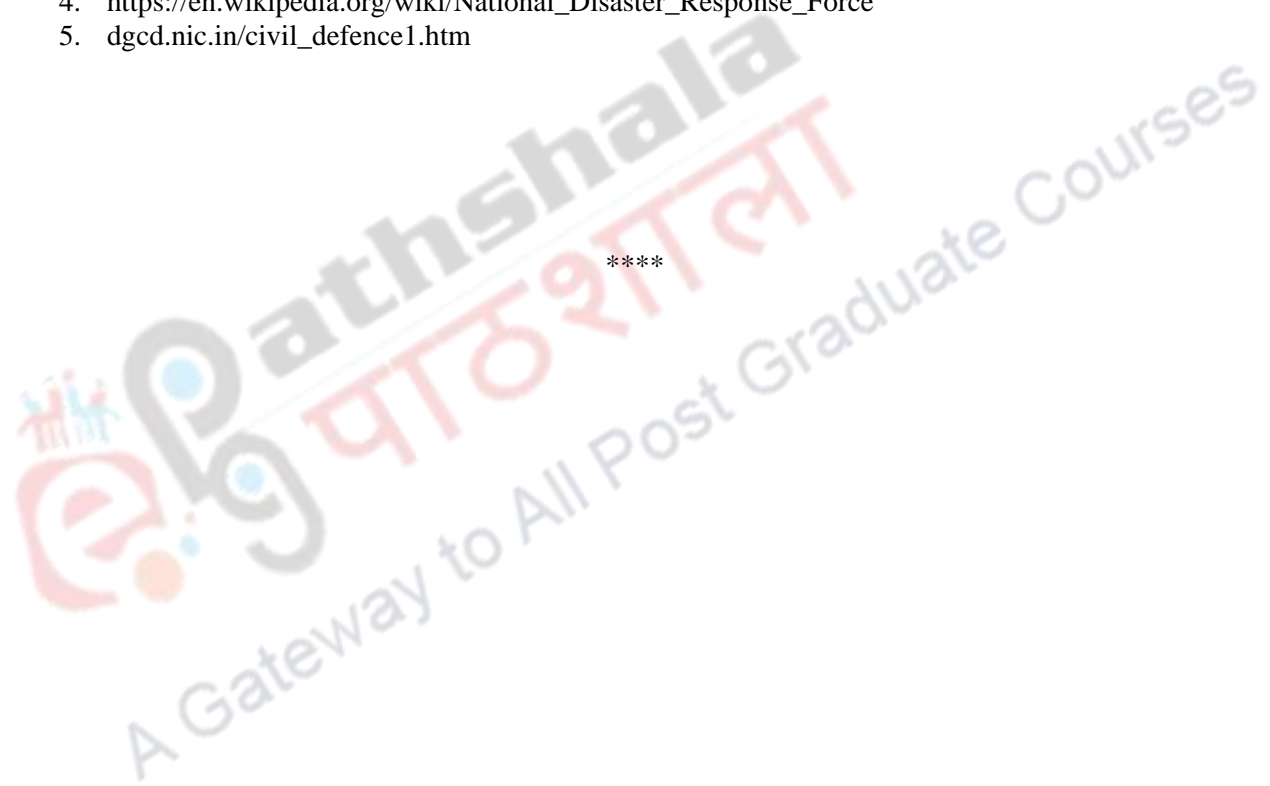 4. https://en.wikipedia.org/wiki/National_Disaster_Response_Force
5. dgcd.nic.in/civil_defence1.htm
****
ePathshala
पाठशाला
A Gateway to All Post Graduate Courses